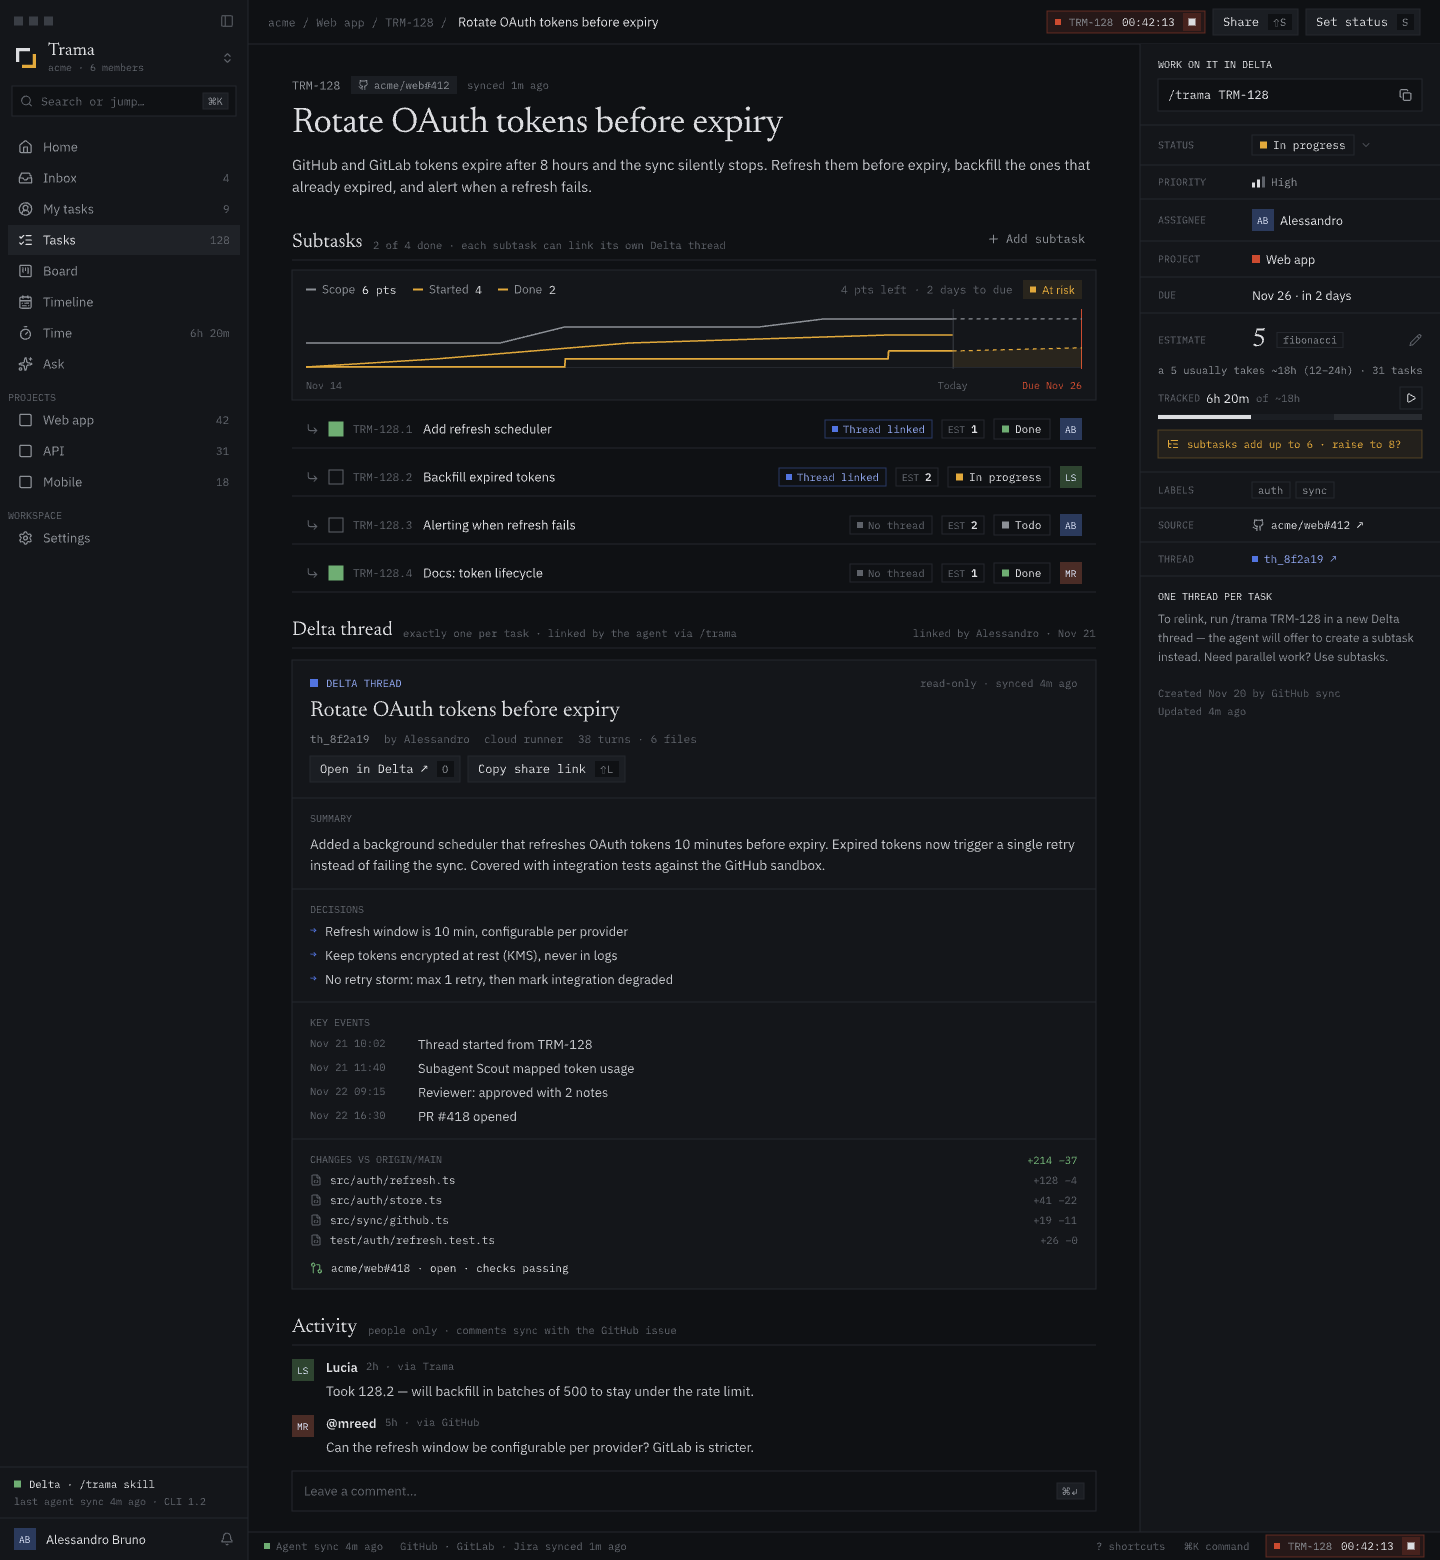 Trama
acme · 6 members
Search or jump… ⌘K
Home
Inbox 4
My tasks 9
Tasks 128
Board
Timeline
Time 6h 20m
Ask
PROJECTS
Web app 42
API 31
Mobile 18
WORKSPACE
Settings
Delta · /trama skill
last agent sync 4m ago · CLI 1.2
AB Alessandro Bruno
acme / Web app / TRM-128 / Rotate OAuth tokens before expiry
TRM-128 00:42:13 Share ⇧S Set status S
TRM-128 acme/web#412 synced 1m ago
Rotate OAuth tokens before expiry
GitHub and GitLab tokens expire after 8 hours and the sync silently stops. Refresh them before expiry, backfill the ones that
already expired, and alert when a refresh fails.
Subtasks 2 of 4 done · each subtask can link its own Delta thread + Add subtask
Scope 6 pts Started 4 Done 2 4 pts left · 2 days to due At risk
Nov 14 Today Due Nov 26
TRM-128.1 Add refresh scheduler Thread linked EST 1 Done AB
TRM-128.2 Backfill expired tokens Thread linked EST 2 In progress LS
TRM-128.3 Alerting when refresh fails No thread EST 2 Todo AB
TRM-128.4 Docs: token lifecycle No thread EST 1 Done MR
Delta thread exactly one per task · linked by the agent via /trama linked by Alessandro · Nov 21
DELTA THREAD read-only · synced 4m ago
Rotate OAuth tokens before expiry
th_8f2a19 by Alessandro cloud runner 38 turns · 6 files
Open in Delta ↗ O Copy share link ⇧L
SUMMARY
Added a background scheduler that refreshes OAuth tokens 10 minutes before expiry. Expired tokens now trigger a single retry
instead of failing the sync. Covered with integration tests against the GitHub sandbox.
DECISIONS
→ Refresh window is 10 min, configurable per provider
→ Keep tokens encrypted at rest (KMS), never in logs
→ No retry storm: max 1 retry, then mark integration degraded
KEY EVENTS
Nov 21 10:02 Thread started from TRM-128
Nov 21 11:40 Subagent Scout mapped token usage
Nov 22 09:15 Reviewer: approved with 2 notes
Nov 22 16:30 PR #418 opened
CHANGES VS ORIGIN/MAIN +214 −37
src/auth/refresh.ts +128 −4
src/auth/store.ts +41 −22
src/sync/github.ts +19 −11
test/auth/refresh.test.ts +26 −0
acme/web#418 · open · checks passing
Activity people only · comments sync with the GitHub issue
LS Lucia 2h · via Trama
Took 128.2 — will backfill in batches of 500 to stay under the rate limit.
MR @mreed 5h · via GitHub
Can the refresh window be configurable per provider? GitLab is stricter.
Leave a comment… ⌘↵
WORK ON IT IN DELTA
/trama TRM-128
STATUS In progress
PRIORITY High
ASSIGNEE AB Alessandro
PROJECT Web app
DUE Nov 26 · in 2 days
ESTIMATE 5 fibonacci
a 5 usually takes ~18h (12–24h) · 31 tasks
TRACKED 6h 20m of ~18h
subtasks add up to 6 · raise to 8?
LABELS auth sync
SOURCE acme/web#412 ↗
THREAD th_8f2a19 ↗
ONE THREAD PER TASK
To relink, run /trama TRM-128 in a new Delta
thread — the agent will offer to create a subtask
instead. Need parallel work? Use subtasks.
Created Nov 20 by GitHub sync
Updated 4m ago
Agent sync 4m ago GitHub · GitLab · Jira synced 1m ago ? shortcuts ⌘K command TRM-128 00:42:13